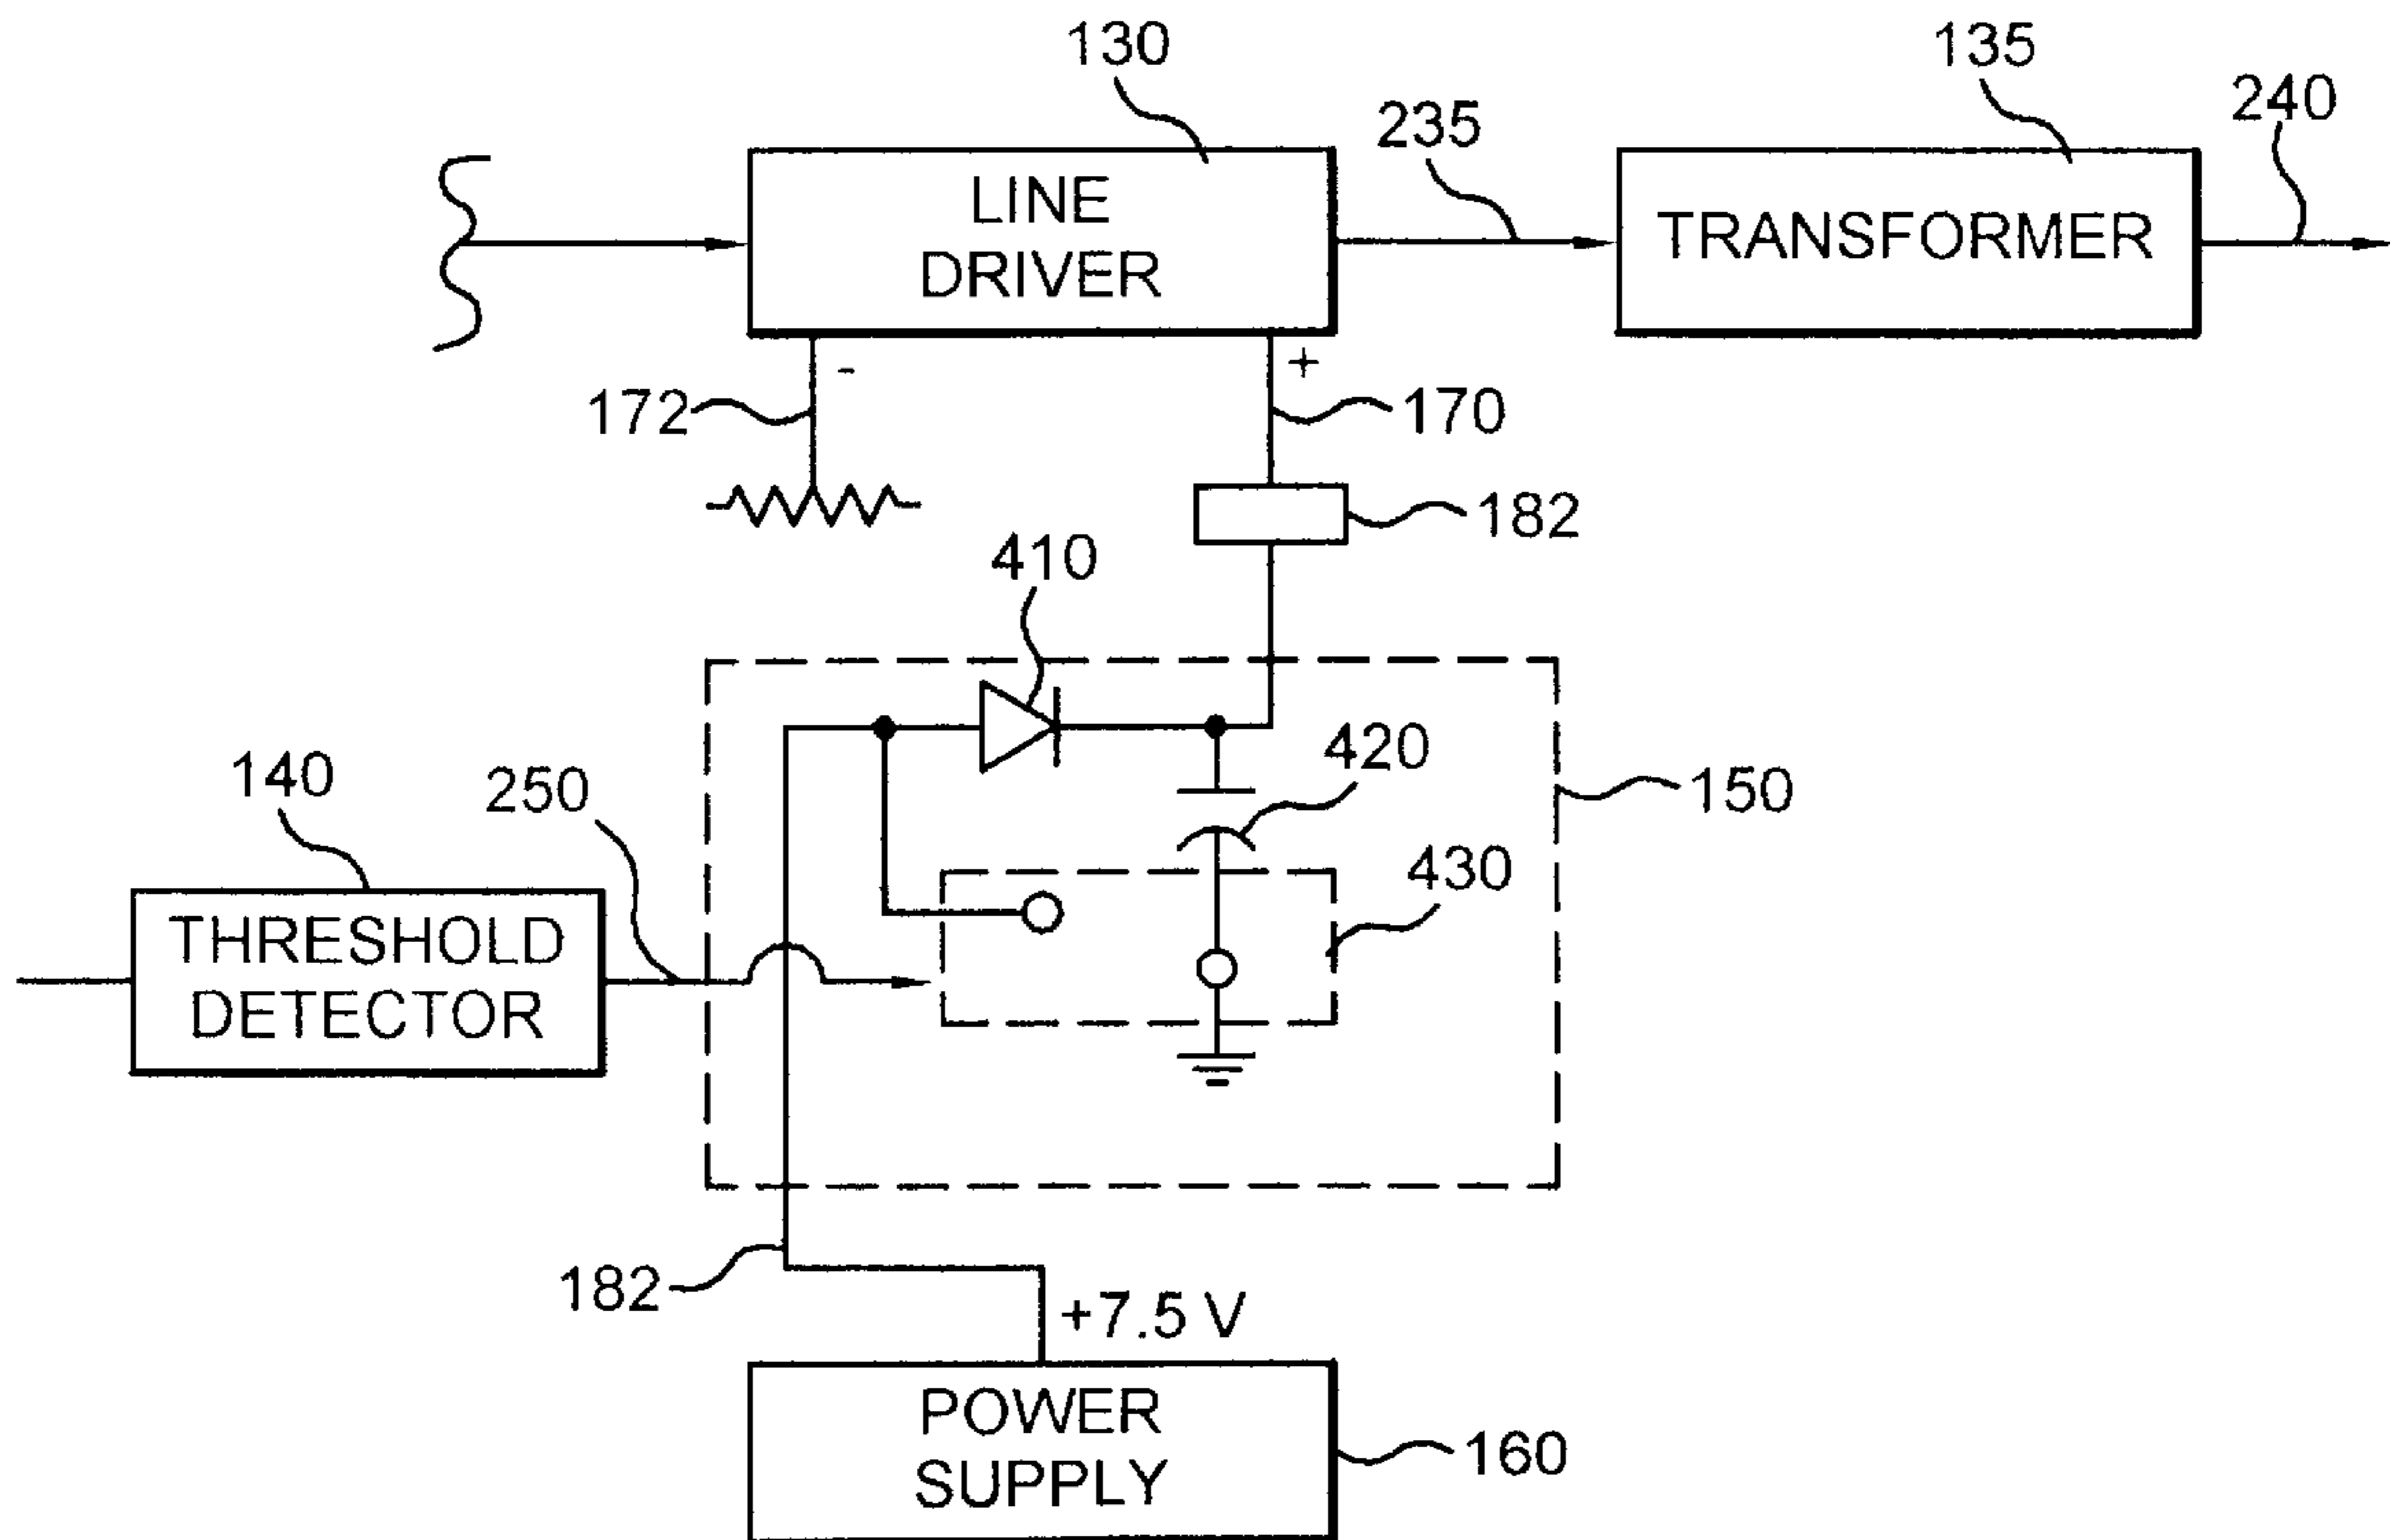 130
135
240
235
LINE
DRIVER
TRANSFORMER
-
+
172
170
182
410
420
140
250
150
430
THRESHOLD
DETECTOR
182
+7.5 V
POWER
SUPPLY
160